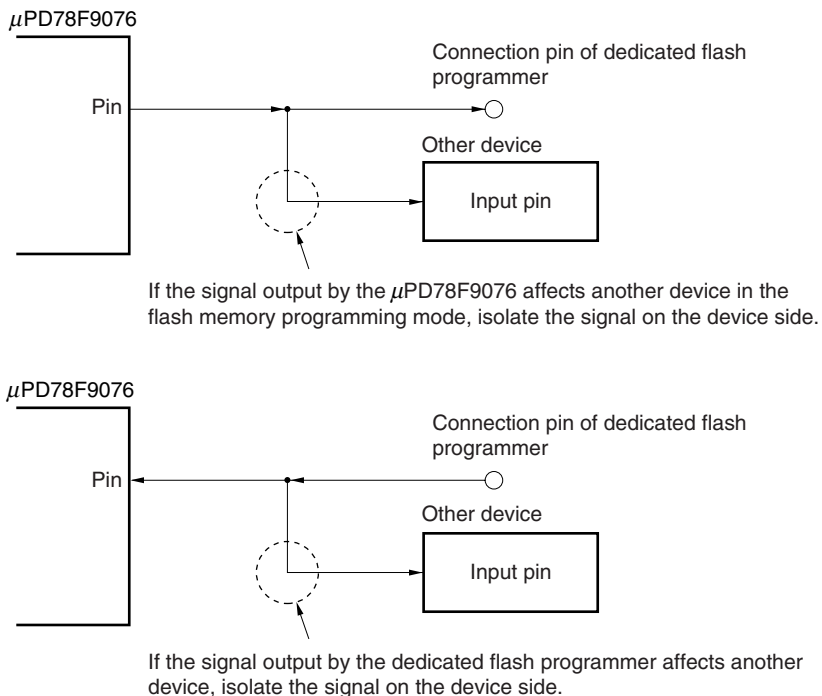 μPD78F9076
Connection pin of dedicated flash
programmer
Pin
Other device
Input pin
If the signal output by the μPD78F9076 affects another device in the
flash memory programming mode, isolate the signal on the device side.
μPD78F9076
Connection pin of dedicated flash
programmer
Pin
Other device
Input pin
If the signal output by the dedicated flash programmer affects another
device, isolate the signal on the device side.